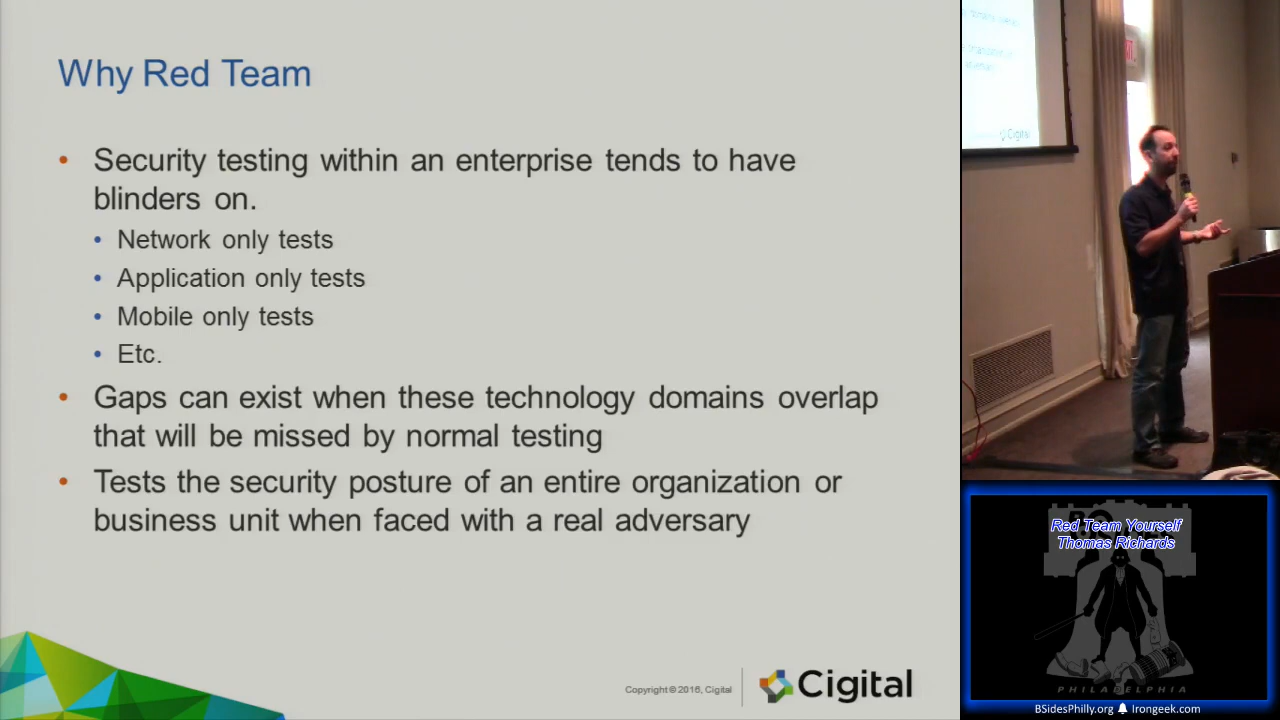 Why Red Team
• Security testing within an enterprise tends to have
blinders on.
• Network only tests
• Application only tests
• Mobile only tests
• Etc.
• Gaps can exist when these technology domains overlap
that will be missed by normal testing
• Tests the security posture of an entire organization or
business unit when faced with a real adversary
Copyright © 2016, Cigital
Cigital
Cigital
Red Team Yourself
Thomas Richards
PHILADELPHIA
BSidesPhilly.org
Irongeek.com